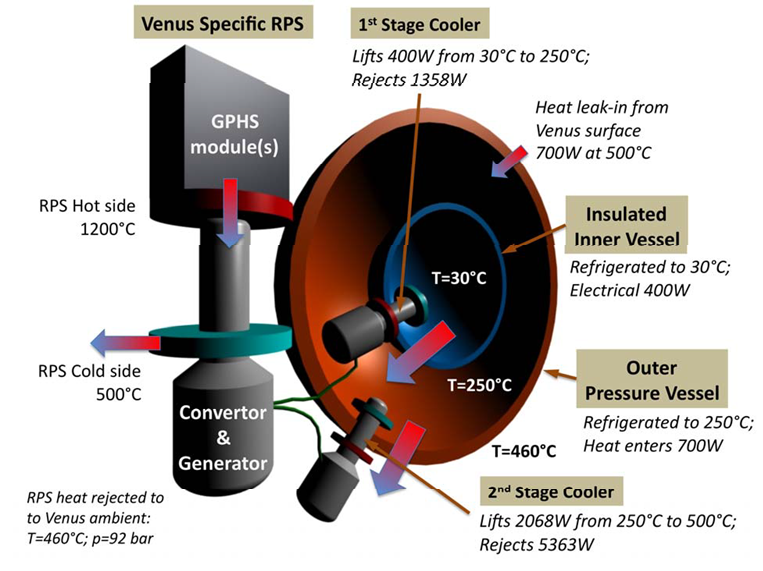 Venus Specific RPS
1st Stage Cooler
Lifts 400W from 30°C to 250°C;
Rejects 1358W
GPHS
module(s)
Heat leak-in from
Venus surface
700W at 500°C
RPS Hot side
1200°C
Insulated
Inner Vessel
Refrigerated to 30°C;
Electrical 400W
T=30°C
RPS Cold side
500°C
T=250°C
Outer
Pressure Vessel
Refrigerated to 250°C;
Heat enters 700W
Convertor
&
Generator
T=460°C
RPS heat rejected to
to Venus ambient:
T=460°C; p=92 bar
2nd Stage Cooler
Lifts 2068W from 250°C to 500°C;
Rejects 5363W